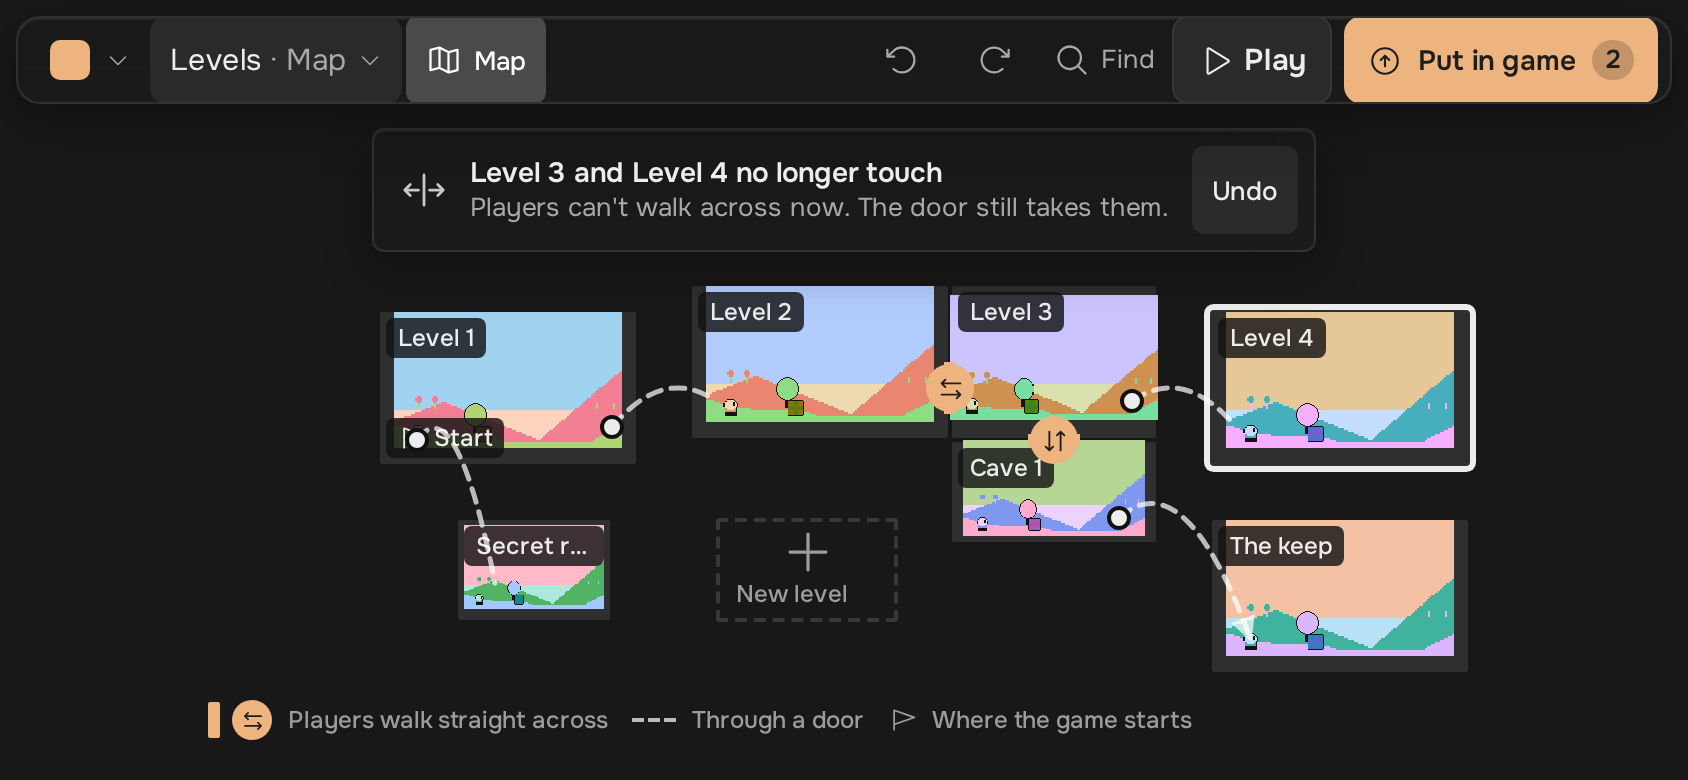 Levels · Map
Map
Find
Play
Put in game 2
Level 3 and Level 4 no longer touch
Players can't walk across now. The door still takes them.
Undo
Level 1
Level 2
Level 3
Level 4
Start
Cave 1
Secret r...
New level
The keep
Players walk straight across
Through a door
Where the game starts